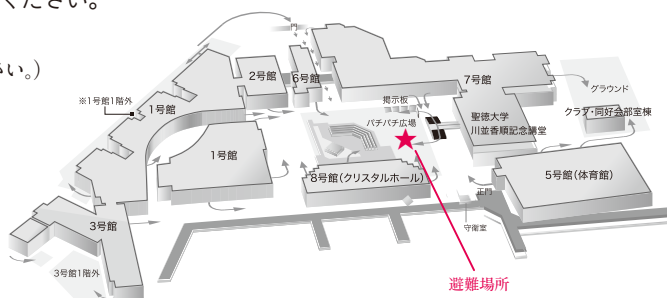 ください。
さい。)
門
2号館
6号館
7号館
グラウンド
※1号館1階外
1号館
掲示板
クラブ・同好会部室棟
パチパチ広場
聖徳大学
川並香順記念講堂
1号館
8号館(クリスタルホール)
5号館(体育館)
正門
3号館
守衛室
3号館1階外
避難場所